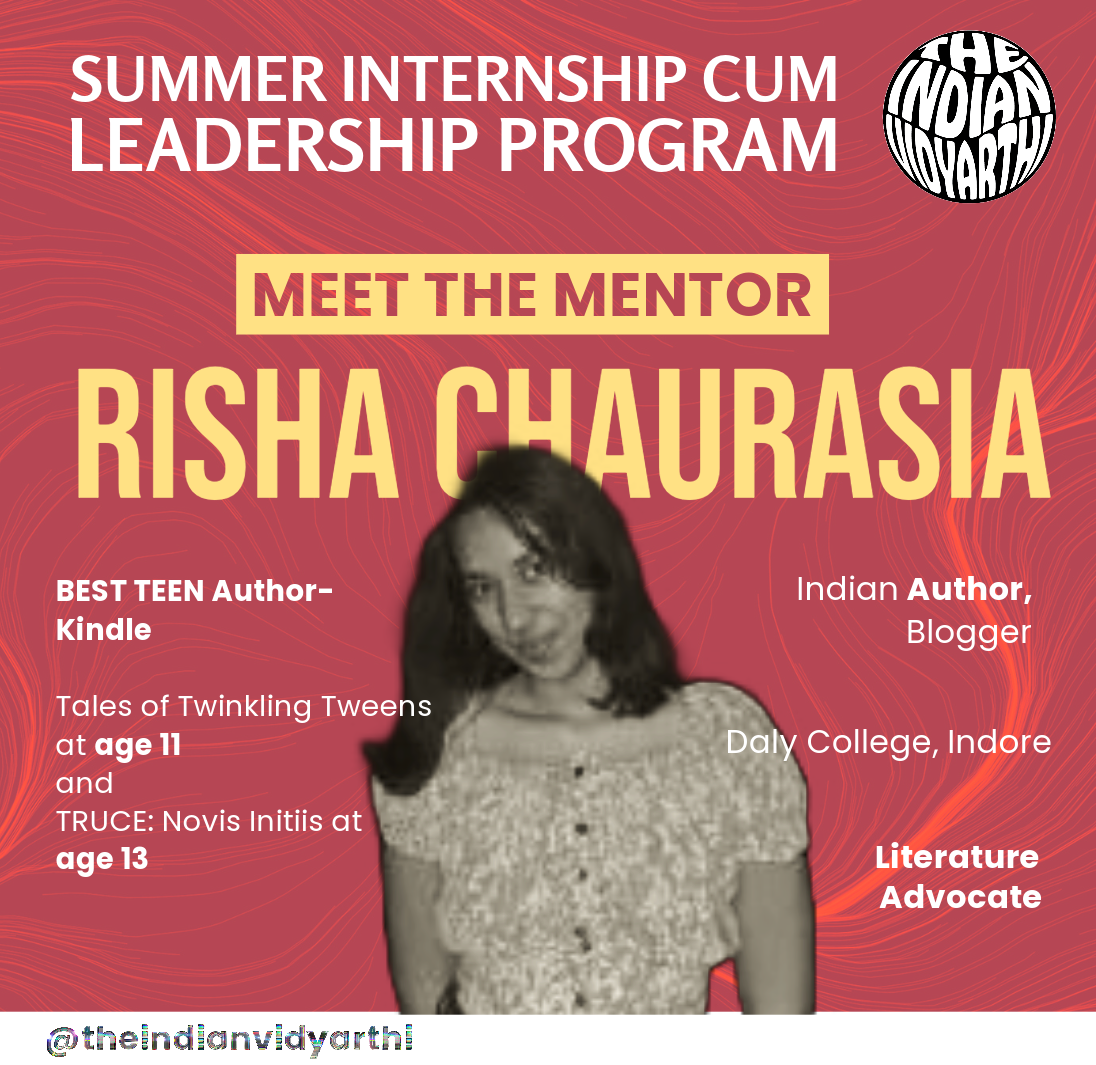 SUMMER INTERNSHIP CUM
LEADERSHIP PROGRAM
THE
INDIAN
VIDYARTHI
MEET THE MENTOR
RISHA CHAURASIA
BEST TEEN Author-
Kindle
Tales of Twinkling Tweens
at age 11
and
TRUCE: Novis Initiis at
age 13
Indian Author,
Blogger
Daly College, Indore
Literature
Advocate
@theindianvidyarthi